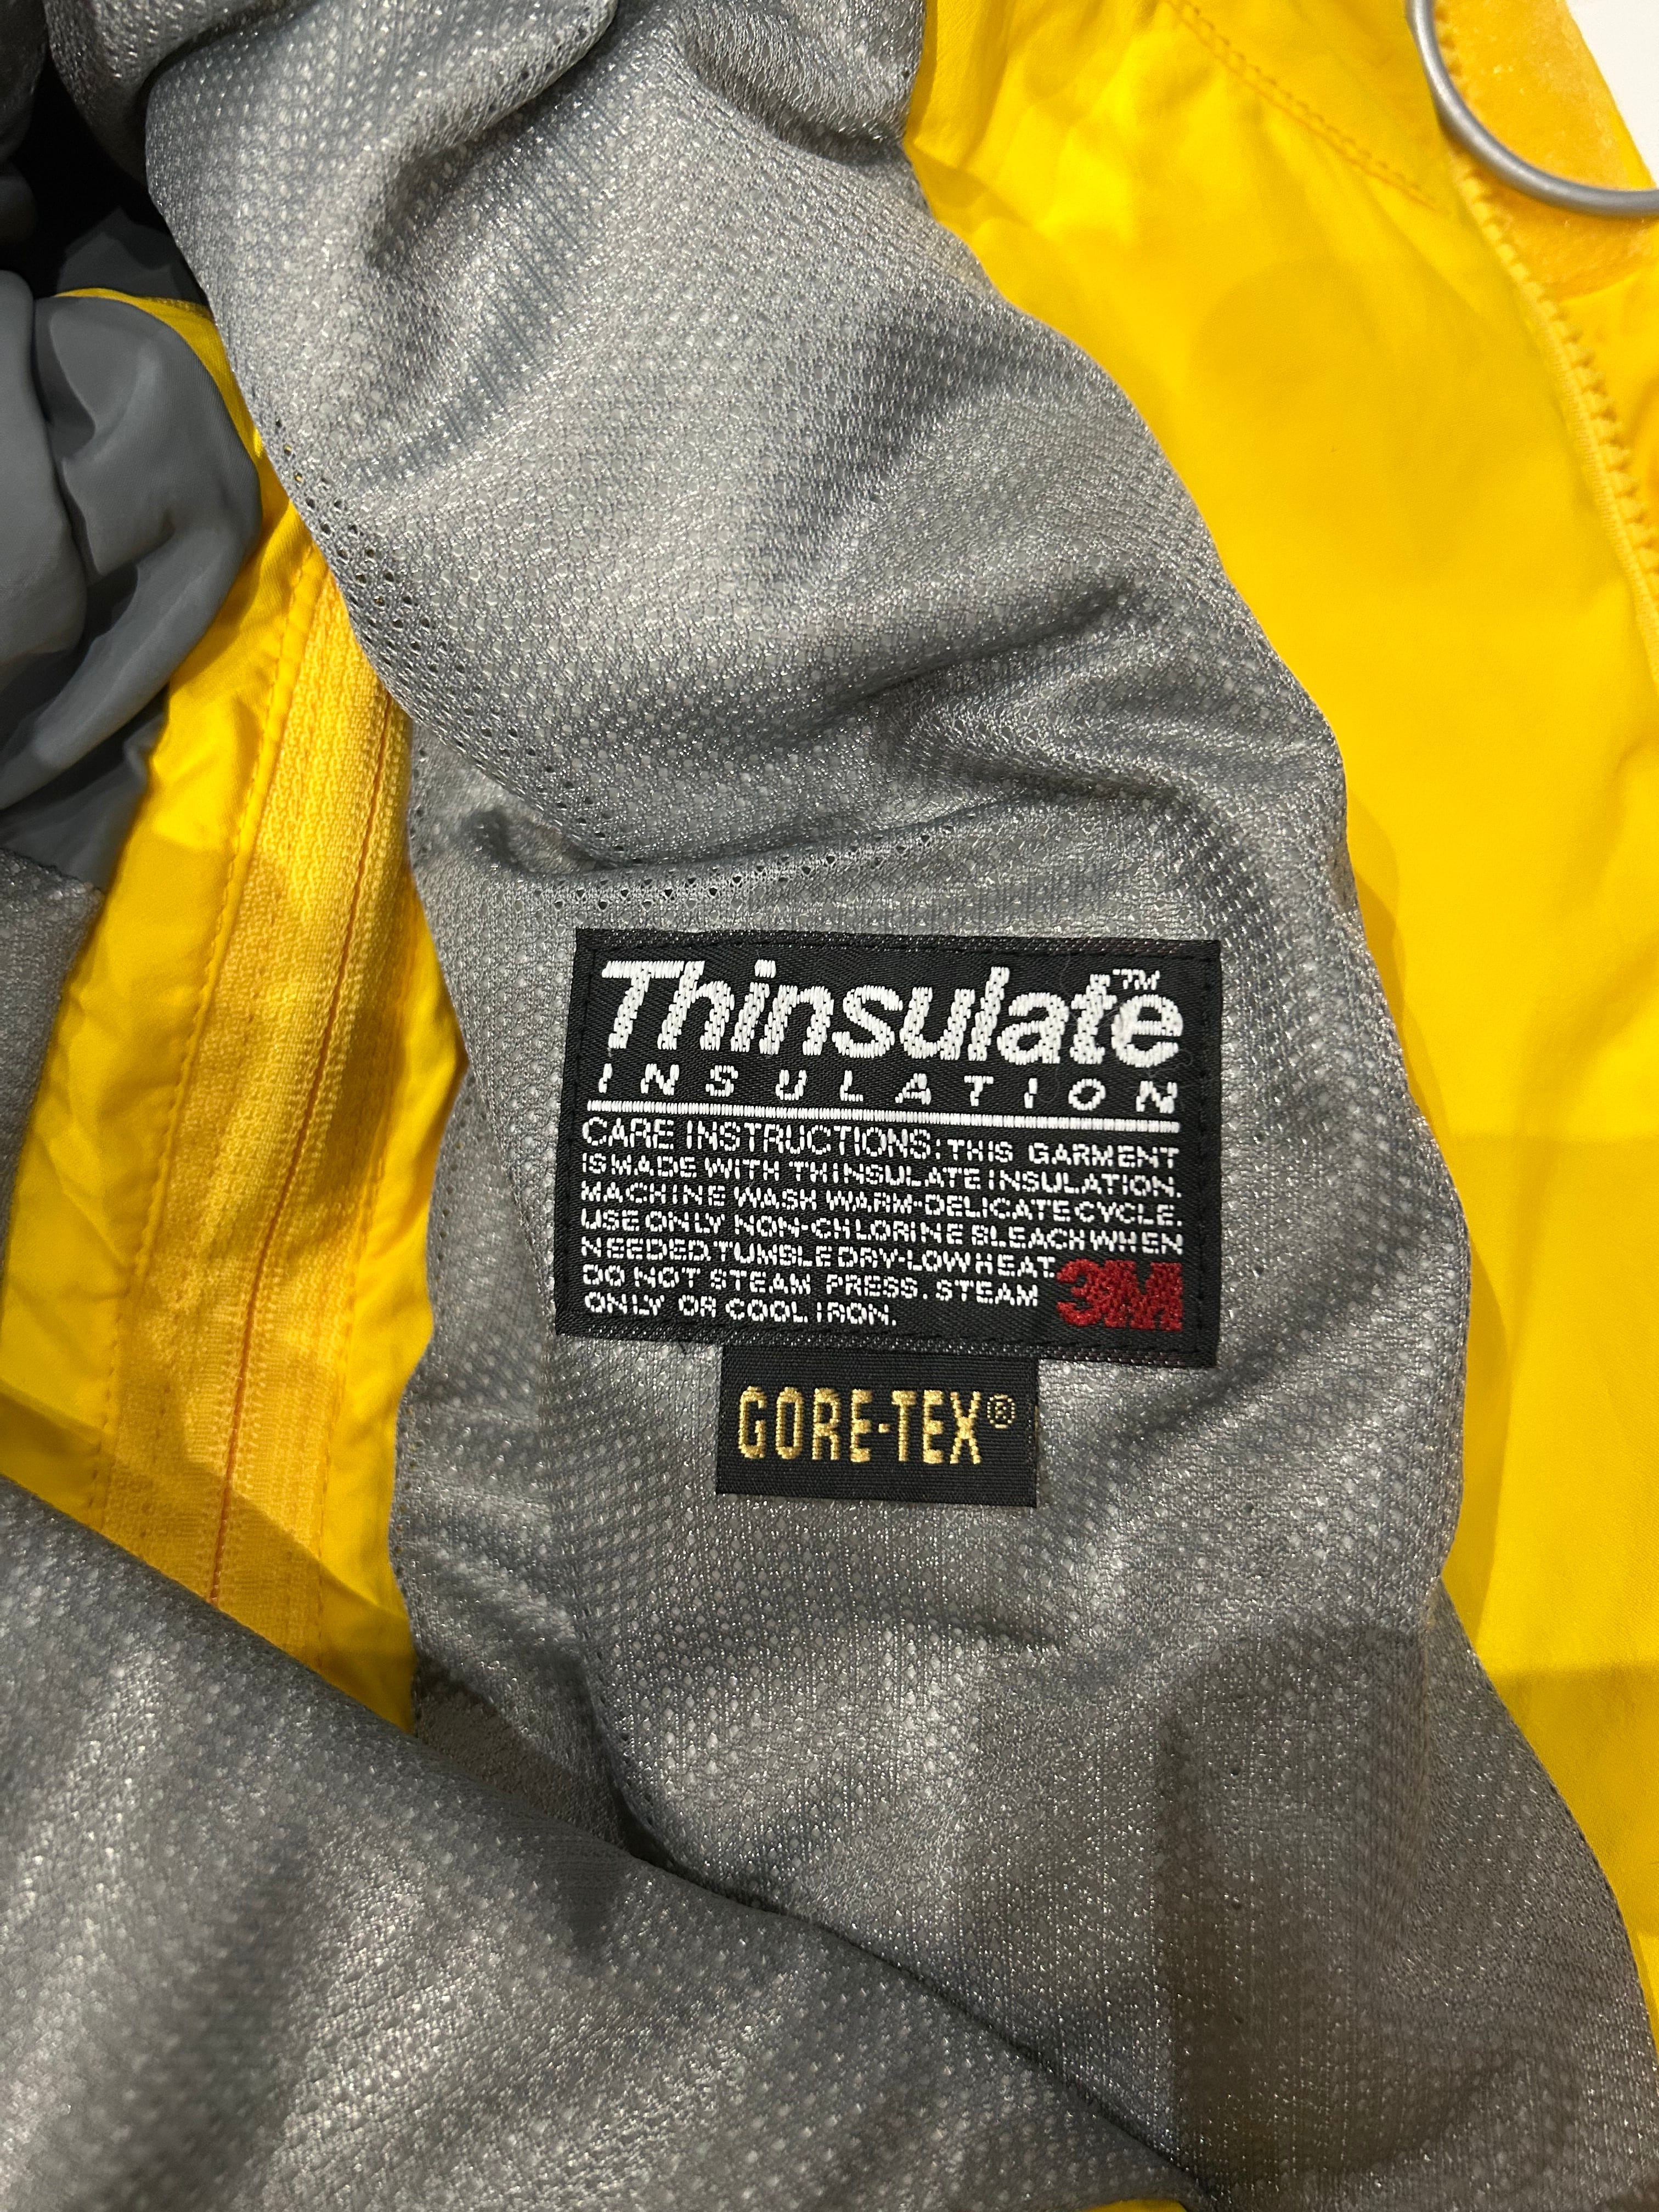 Thinsulate™
INSULATION
CARE INSTRUCTIONS: THIS GARMENT
IS MADE WITH THINSULATE INSULATION.
MACHINE WASH WARM-DELICATE CYCLE.
USE ONLY NON-CHLORINE BLEACH WHEN
NEEDED. TUMBLE DRY-LOW HEAT.
DO NOT STEAM PRESS. STEAM
ONLY OR COOL IRON.
3M
GORE-TEX®